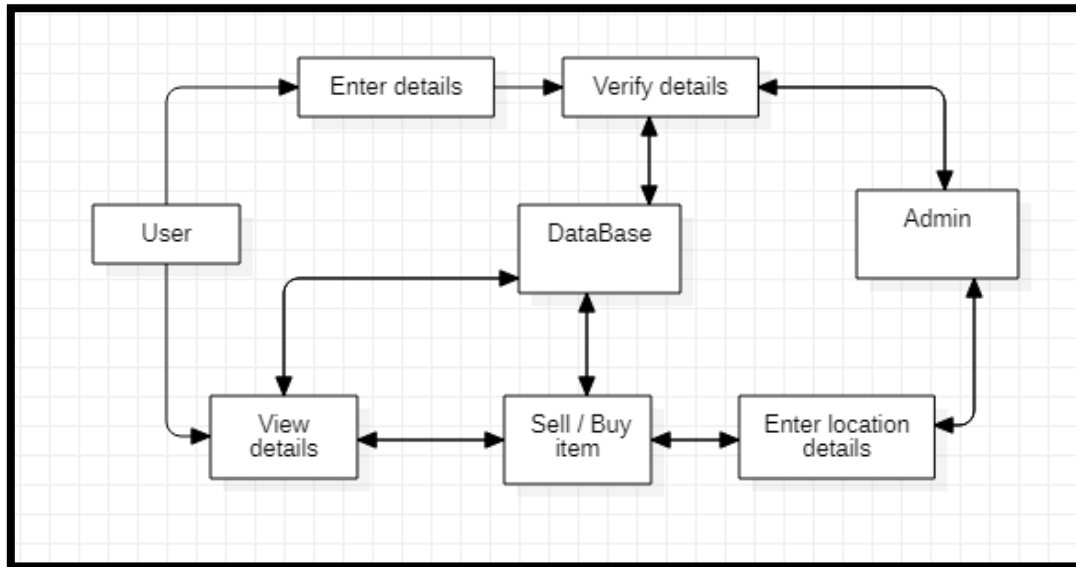 Enter details
Verify details
User
DataBase
Admin
View
details
Sell / Buy
item
Enter location
details